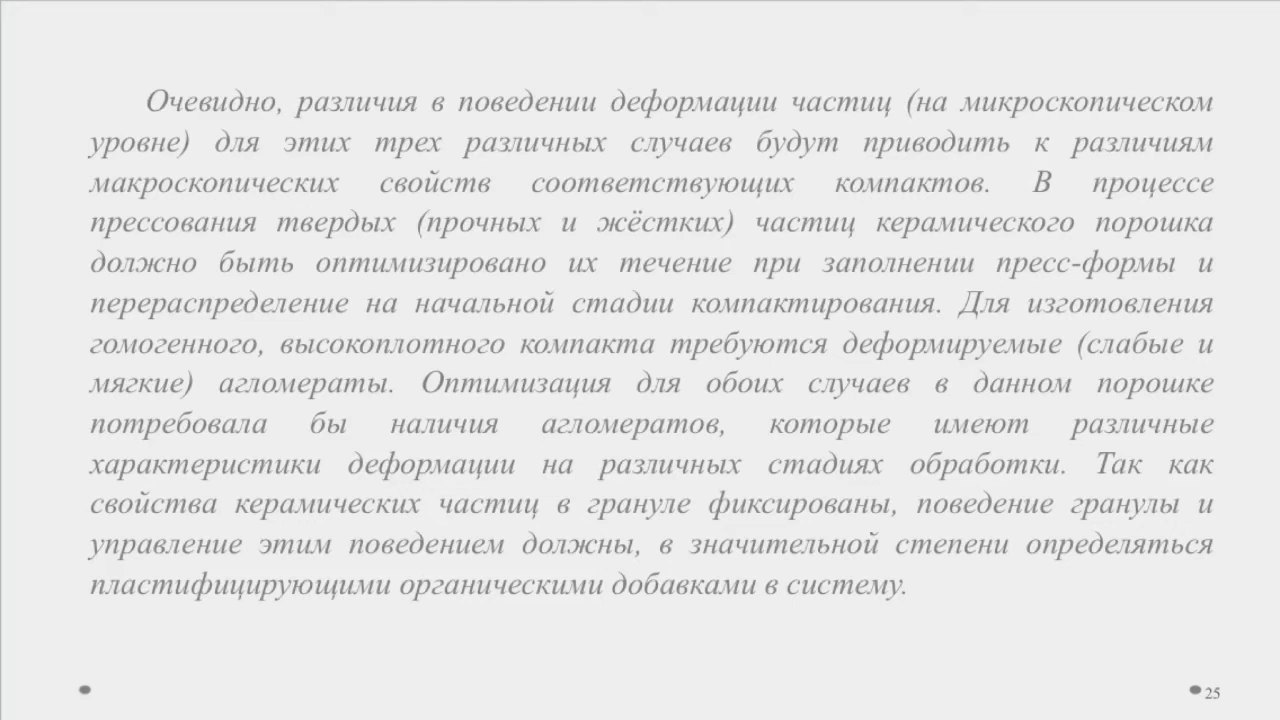 Очевидно, различия в поведении деформации частиц (на микроскопическом
уровне) для этих трех различных случаев будут приводить к различиям
макроскопических свойств соответствующих компактов. В процессе
прессования твердых (прочных и жёстких) частиц керамического порошка
должно быть оптимизировано их течение при заполнении пресс-формы и
перераспределение на начальной стадии компактирования. Для изготовления
гомогенного, высокоплотного компакта требуются деформируемые (слабые и
мягкие) агломераты. Оптимизация для обоих случаев в данном порошке
потребовала бы наличия агломератов, которые имеют различные
характеристики деформации на различных стадиях обработки. Так как
свойства керамических частиц в грануле фиксированы, поведение гранулы и
управление этим поведением должны, в значительной степени определяться
пластифицирующими органическими добавками в систему.
25